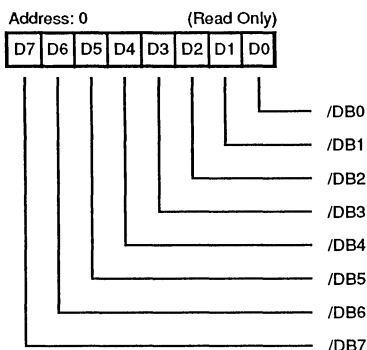 Address: 0 (Read Only)
D7 D6 D5 D4 D3 D2 D1 D0
/DB0
/DB1
/DB2
/DB3
/DB4
/DB5
/DB6
/DB7